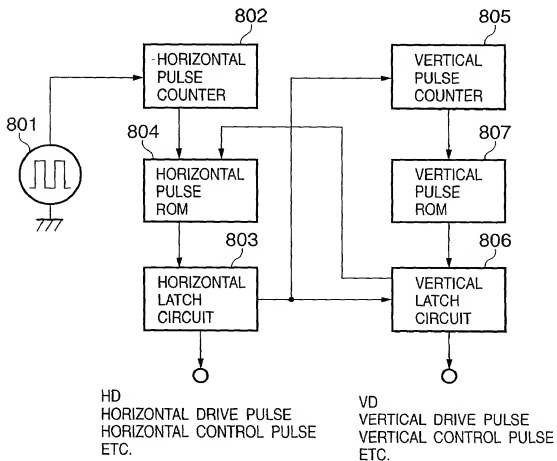 802
HORIZONTAL
PULSE
COUNTER
805
VERTICAL
PULSE
COUNTER
801
804
HORIZONTAL
PULSE
ROM
807
VERTICAL
PULSE
ROM
803
HORIZONTAL
LATCH
CIRCUIT
806
VERTICAL
LATCH
CIRCUIT
HD
HORIZONTAL DRIVE PULSE
HORIZONTAL CONTROL PULSE
ETC.
VD
VERTICAL DRIVE PULSE
VERTICAL CONTROL PULSE
ETC.